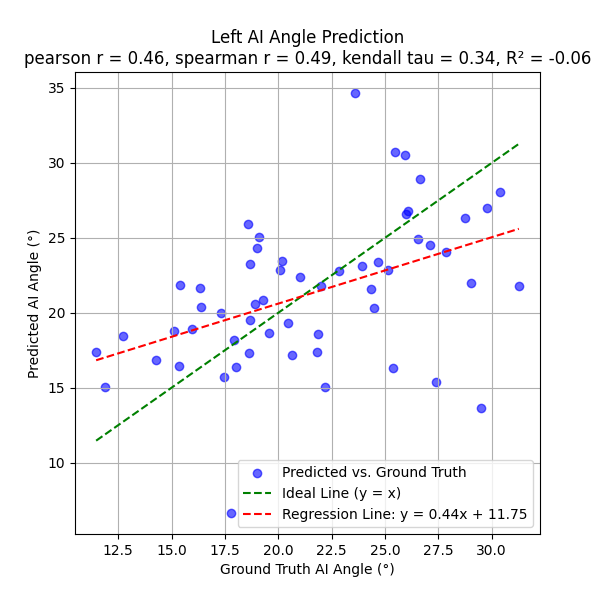 Left AI Angle Prediction
pearson r = 0.46, spearman r = 0.49, kendall tau = 0.34, R² = -0.06
35
30
25
20
15
10
Predicted AI Angle (°)
Predicted vs. Ground Truth
Ideal Line (y = x)
Regression Line: y = 0.44x + 11.75
12.5 15.0 17.5 20.0 22.5 25.0 27.5 30.0
Ground Truth AI Angle (°)